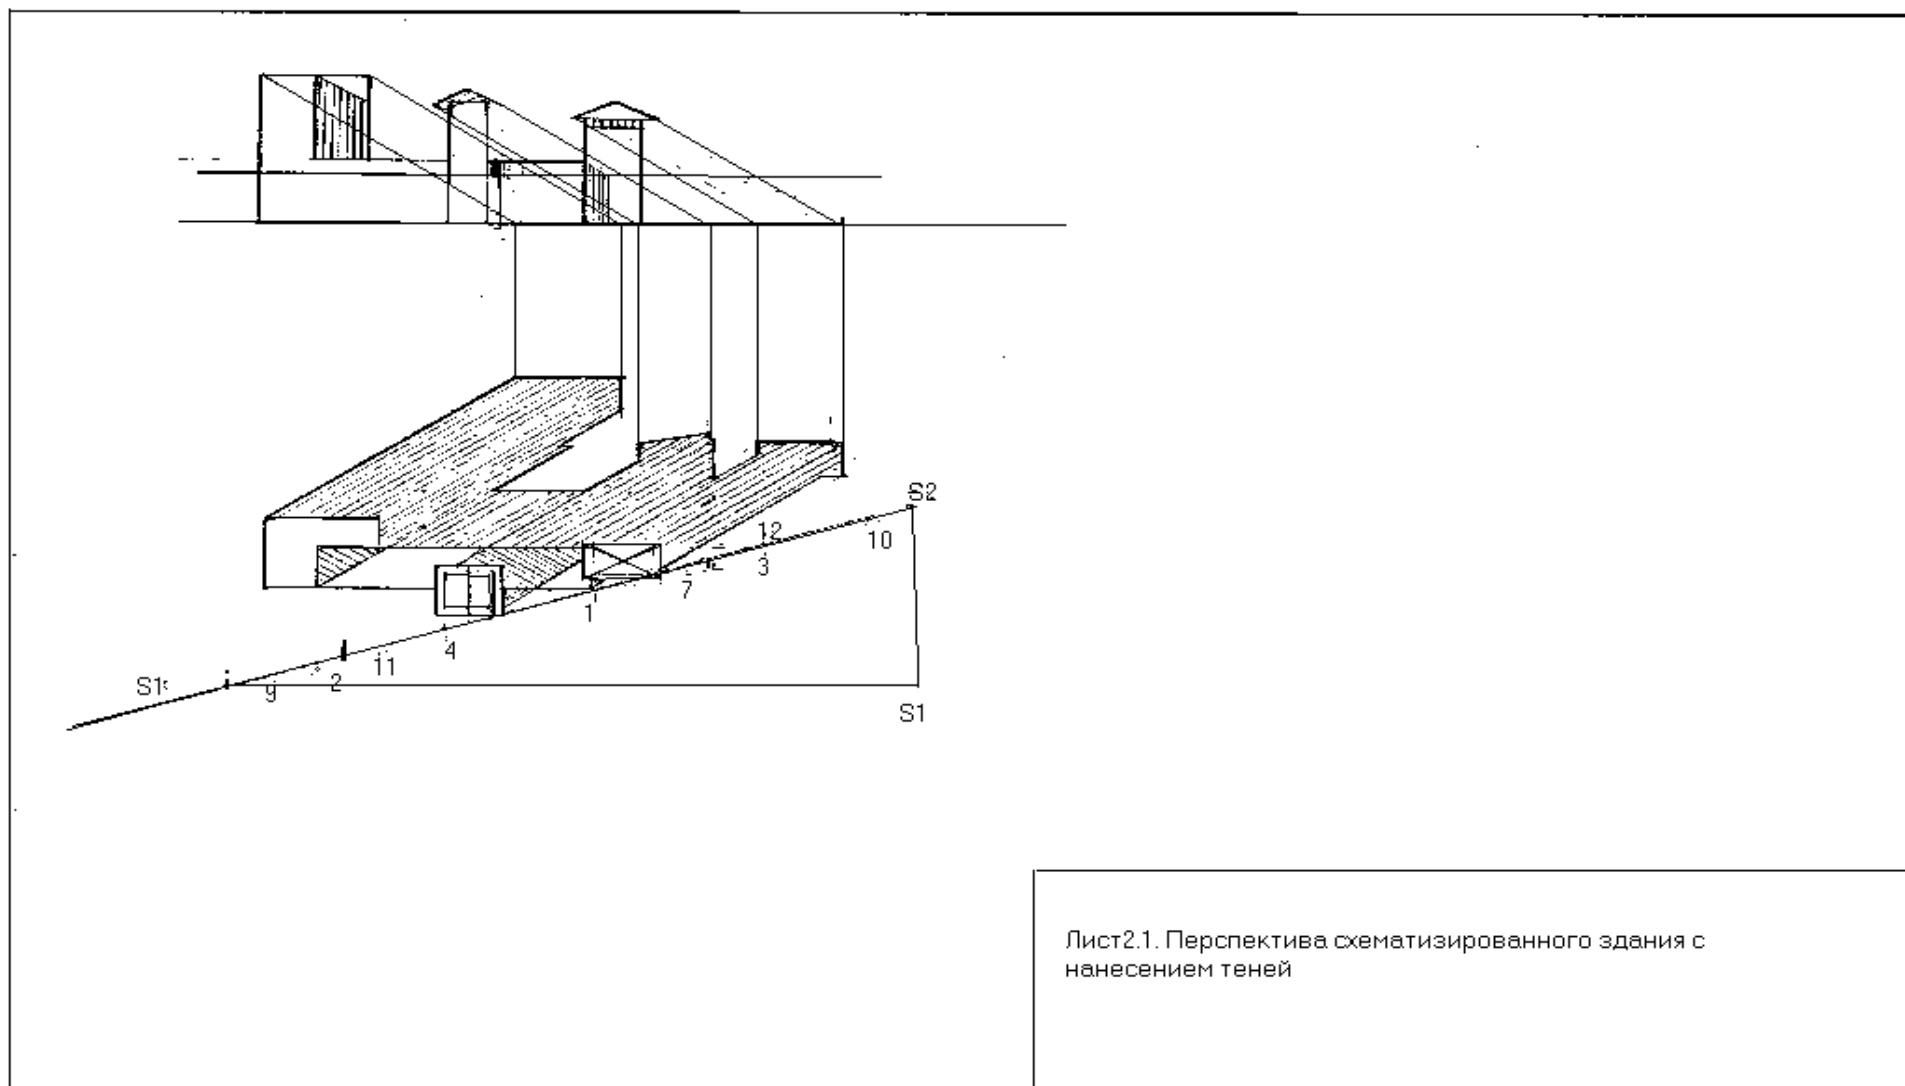 S2
12
10
3
7
1
4
11
2
9
S1
S1
Лист2.1. Перспектива схематизированного здания с
нанесением теней